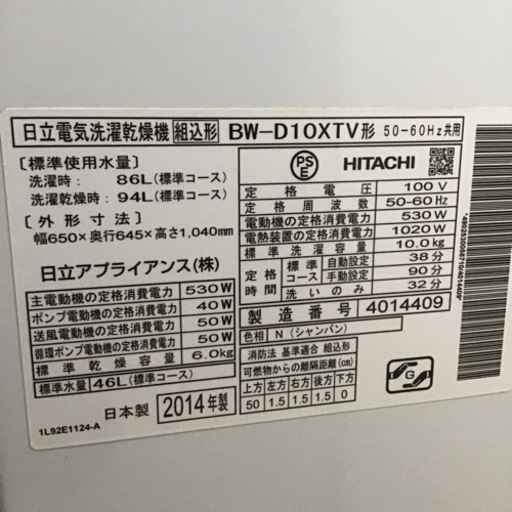 日立電気洗濯乾燥機 組込形 BW-D10XTV形 50-60Hz共用
〔標準使用水量〕
洗濯時： 86L(標準コース)
洗濯乾燥時：94L(標準コース)
〔外形寸法〕
幅650×奥行645×高さ1,040mm
日立アプライアンス(株)
主電動機の定格消費電力 530W
ポンプ電動機の定格消費電力 40W
送風電動機の定格消費電力 50W
循環ポンプ電動機の定格消費電力 50W
標準乾燥容量 6.0kg
標準水量 46L(標準コース)
日本製 2014年製
1L92E1124-A
PSE HITACHI
定格電圧 100V
定格周波数 50-60Hz
電動機の定格消費電力 530W
電熱装置の定格消費電力 1020W
標準洗濯容量 10.0kg
定格時間 標準コース 自動設定 38分
手動設定 90分
洗いのみ 32分
製造番号 4014409
色相 N(シャンパン)
消防法 基準適合 組込形
可燃物からの離隔距離(cm)
上方 左方 右方 後方 下方
50 1.5 1.5 1.5 0
G